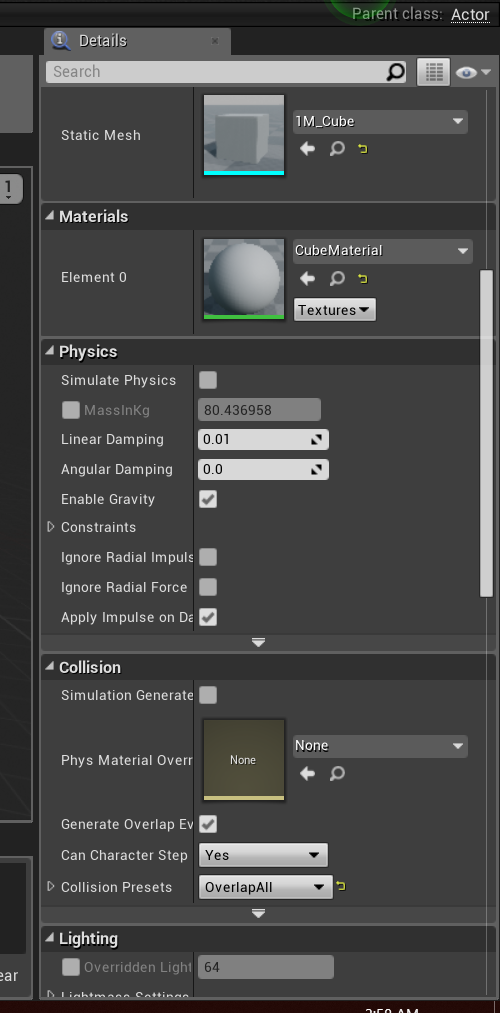 Parent class: Actor
Details
Search
Static Mesh
1M_Cube
1
Materials
Element 0
CubeMaterial
Textures
Physics
Simulate Physics
MassInKg 80.436958
Linear Damping 0.01
Angular Damping 0.0
Enable Gravity
Constraints
Ignore Radial Impuls
Ignore Radial Force
Apply Impulse on Da
Collision
Simulation Generate
Phys Material Overr
None
None
Generate Overlap Ev
Can Character Step Yes
Collision Presets OverlapAll
Lighting
Overridden Light 64
ear
Lightmass Settings
2:59 AM